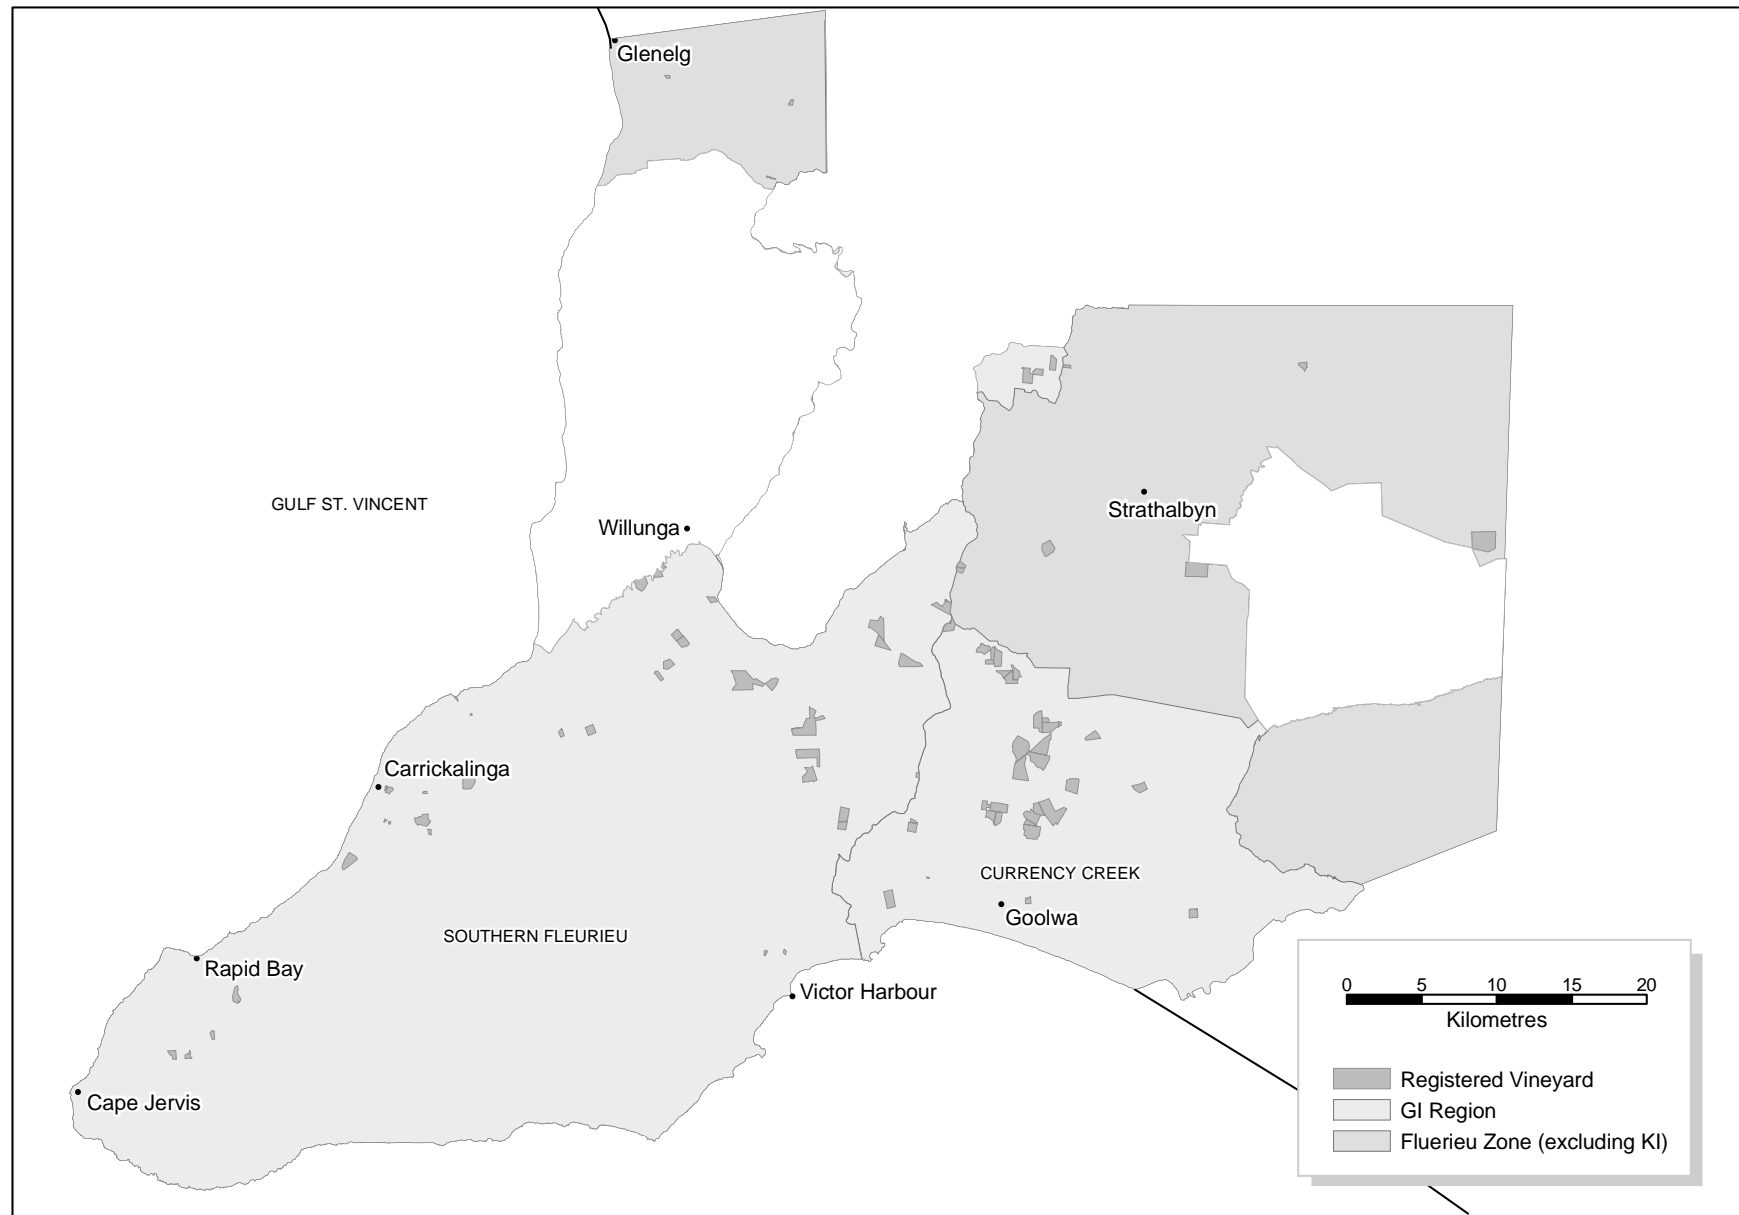 Glenelg
GULF ST. VINCENT
Willunga
Strathalbyn
Carrickalinga
CURRENCY CREEK
Goolwa
SOUTHERN FLEURIEU
Rapid Bay
Victor Harbour
Cape Jervis
0 5 10 15 20
Kilometres
Registered Vineyard
GI Region
Fluerieu Zone (excluding KI)